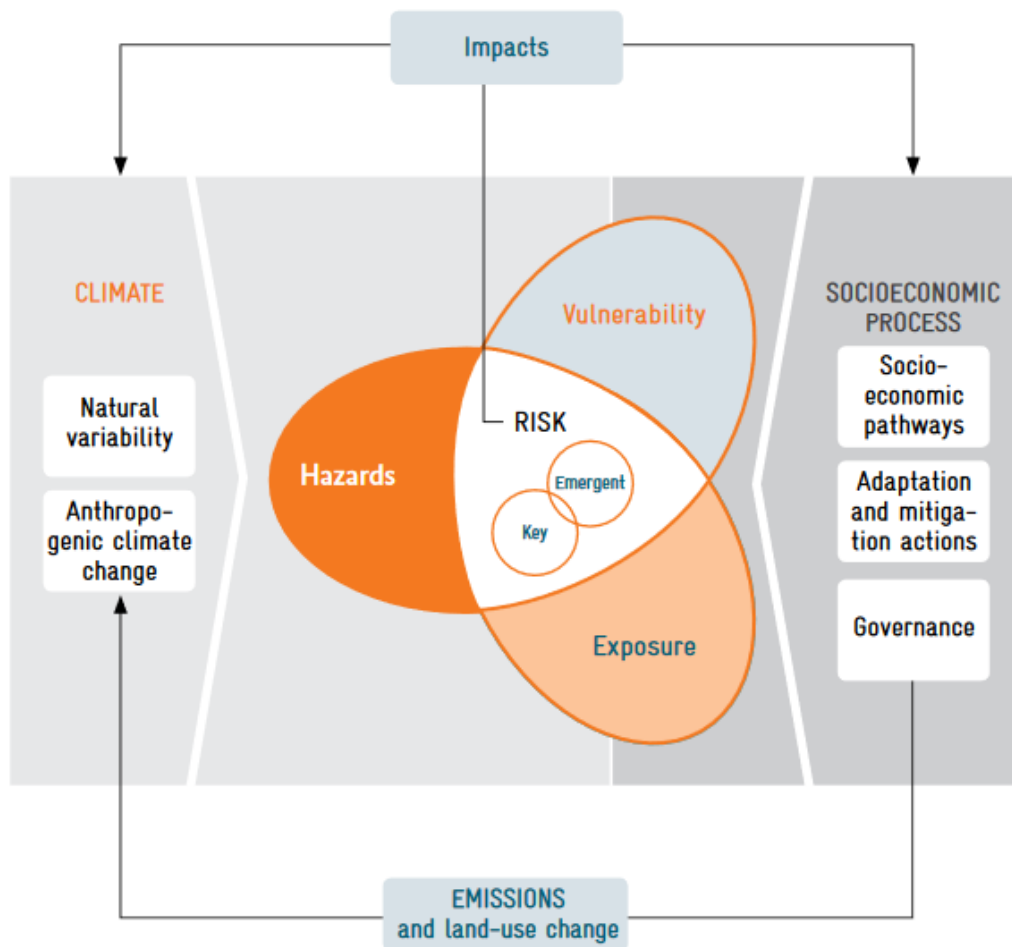 Impacts
CLIMATE
Natural
variability
Anthropo-
genic climate
change
Hazards
Vulnerability
RISK
Emergent
Key
Exposure
SOCIOECONOMIC
PROCESS
Socio-
economic
pathways
Adaptation
and mitiga-
tion actions
Governance
EMISSIONS
and land-use change